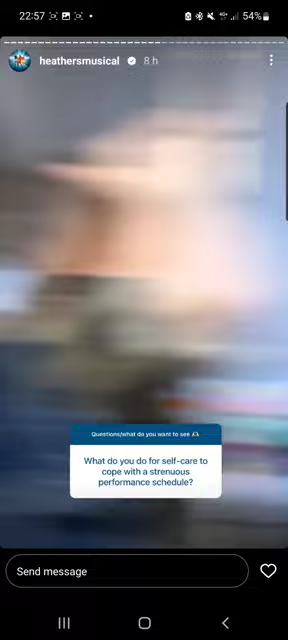 22:57
4G+
54%
heathersmusical 8 h
Questions/what do you want to see 🫶
What do you do for self-care to
cope with a strenuous
performance schedule?
Send message